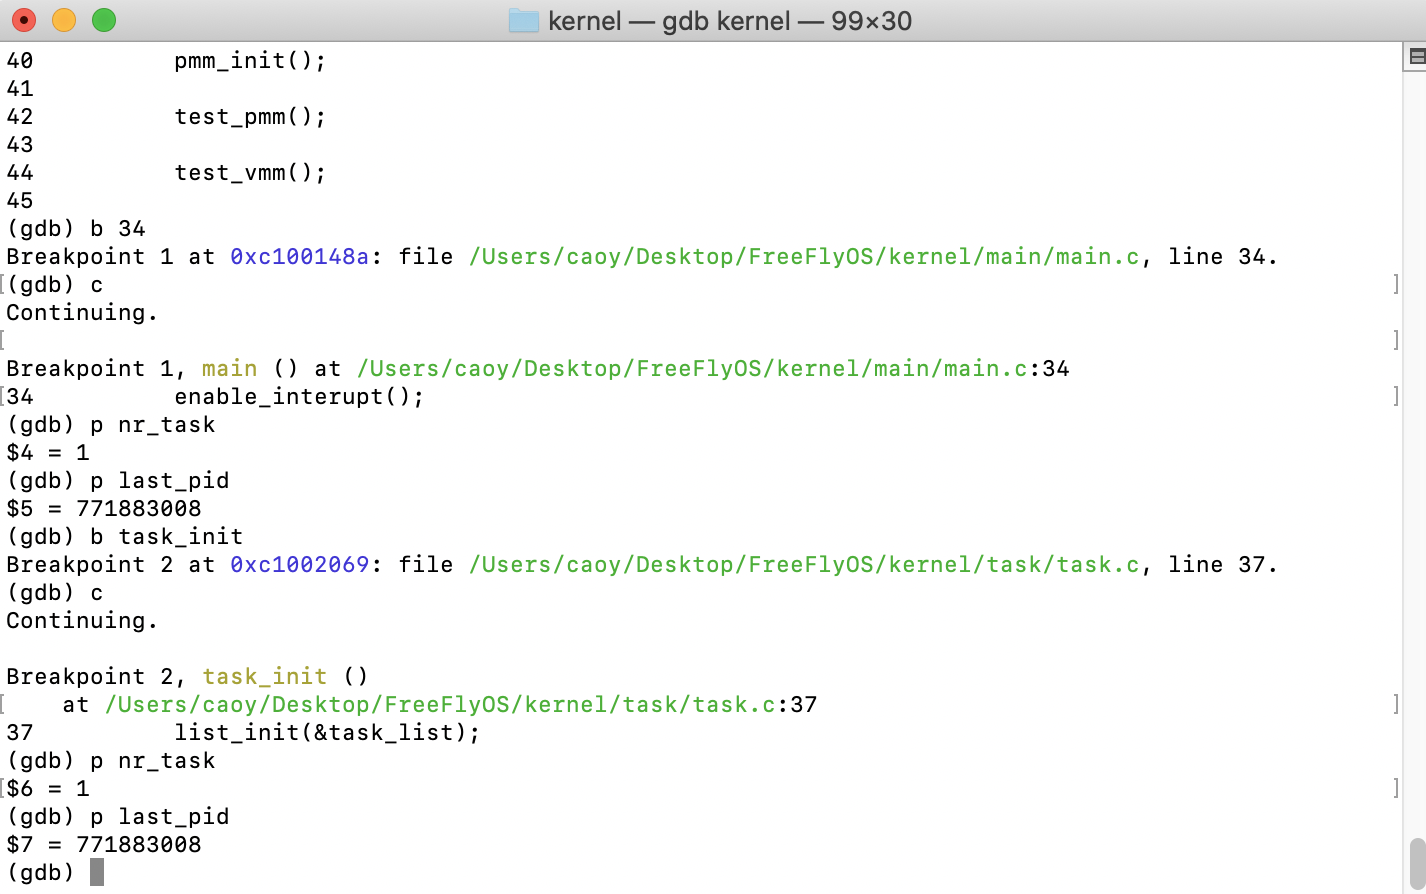 kernel — gdb kernel — 99×30
40          pmm_init();
41
42          test_pmm();
43
44          test_vmm();
45
(gdb) b 34
Breakpoint 1 at 0xc100148a: file /Users/caoy/Desktop/FreeFlyOS/kernel/main/main.c, line 34.
[(gdb) c ]
Continuing.
[ ]
Breakpoint 1, main () at /Users/caoy/Desktop/FreeFlyOS/kernel/main/main.c:34
[34          enable_interupt(); ]
(gdb) p nr_task
$4 = 1
(gdb) p last_pid
$5 = 771883008
(gdb) b task_init
Breakpoint 2 at 0xc1002069: file /Users/caoy/Desktop/FreeFlyOS/kernel/task/task.c, line 37.
(gdb) c
Continuing.
Breakpoint 2, task_init ()
[    at /Users/caoy/Desktop/FreeFlyOS/kernel/task/task.c:37 ]
37          list_init(&task_list);
(gdb) p nr_task
[$6 = 1 ]
(gdb) p last_pid
$7 = 771883008
(gdb)